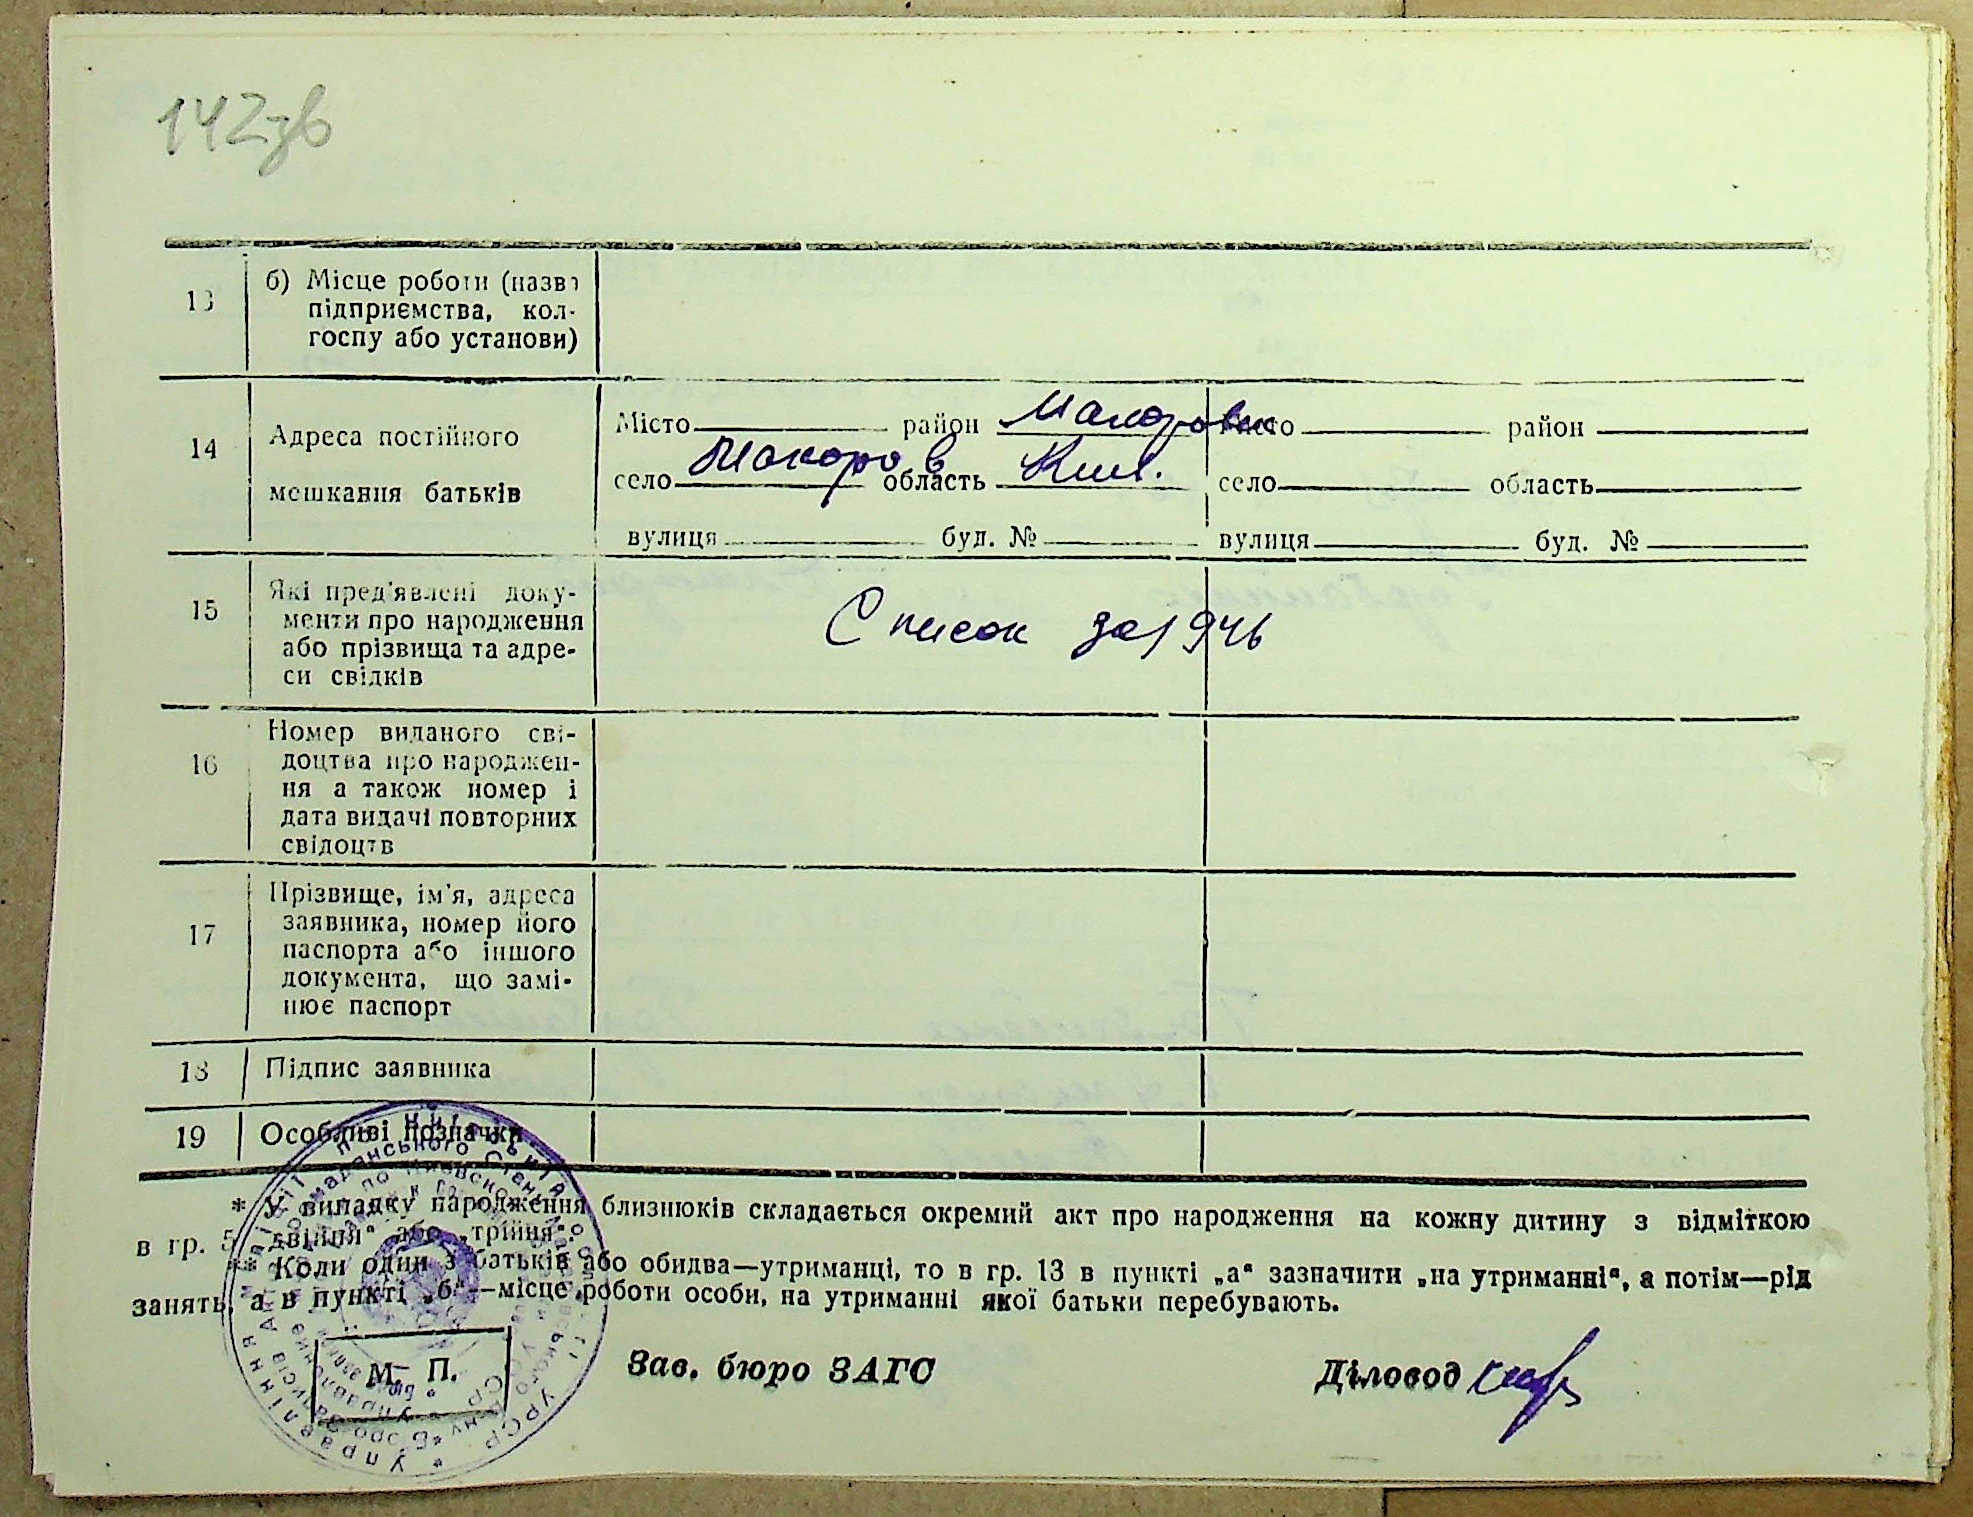 142зв
13 б) Місце роботи (назва
підприємства, кол-
госпу або установи)
14 Адреса постійного
мешкання батьків
Місто район Макаровськ
село Макаров область Київ.
вулиця буд. №
Місто район
село область
вулиця буд. №
15 Які пред'явлені доку-
менти про народження
або прізвища та адре-
си свідків
Список за 1946
16 Номер виданого сві-
доцтва про народжен-
ня а також номер і
дата видачі повторних
свідоцтв
17 Прізвище, ім'я, адреса
заявника, номер його
паспорта або іншого
документа, що замі-
нює паспорт
18 Підпис заявника
19 Особливі позначки
* У випадку народження близнюків складається окремий акт про народження на кожну дитину з відміткою
в гр. 5 „двійня“ або „трійня“.
** Коли один з батьків або обидва—утриманці, то в гр. 13 в пункті „а“ зазначити „на утриманні“, а потім—рід
занять, а в пункті „б“—місце роботи особи, на утриманні якої батьки перебувають.
М. П.
Зав. бюро ЗАГС
Діловод